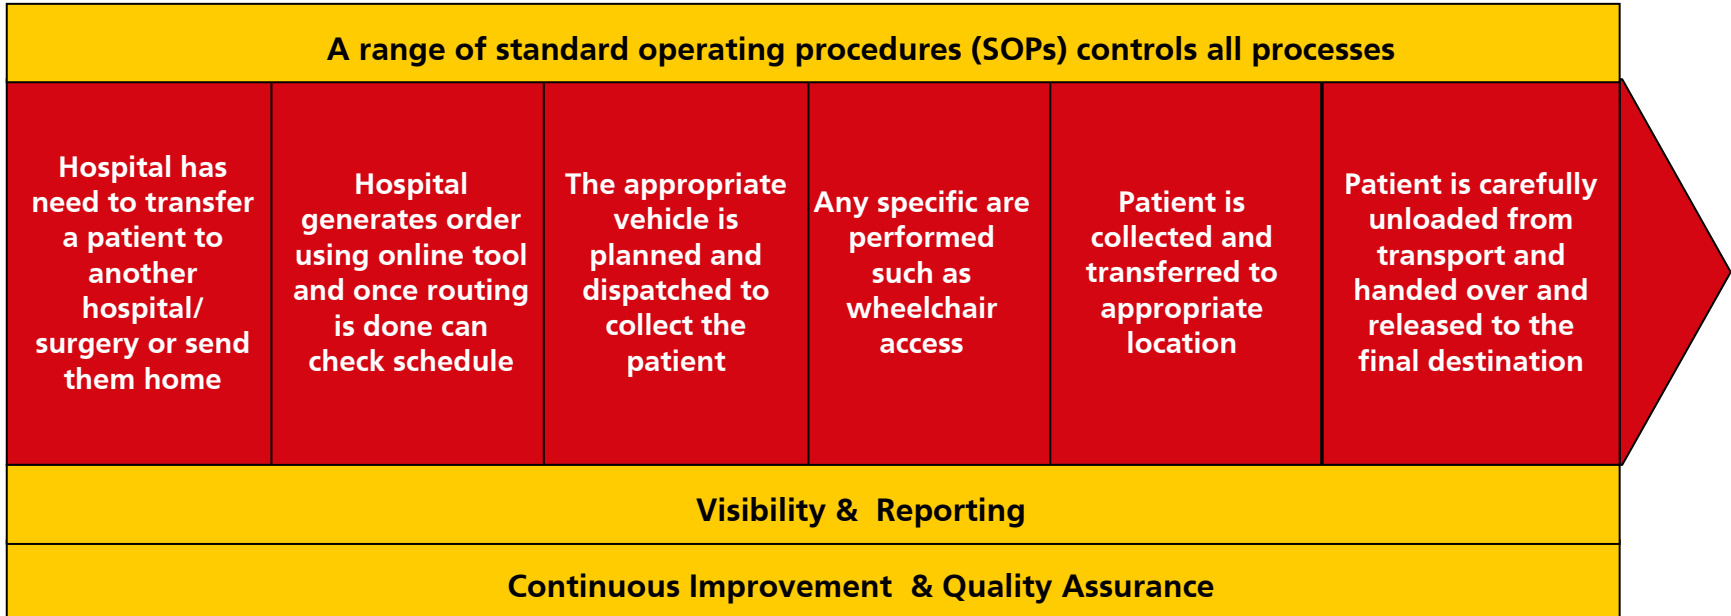 A range of standard operating procedures (SOPs) controls all processes
Hospital has
need to transfer
a patient to
another
hospital/
surgery or send
them home
Hospital
generates order
using online tool
and once routing
is done can
check schedule
The appropriate
vehicle is
planned and
dispatched to
collect the
patient
Any specific are
performed
such as
wheelchair
access
Patient is
collected and
transferred to
appropriate
location
Patient is carefully
unloaded from
transport and
handed over and
released to the
final destination
Visibility & Reporting
Continuous Improvement & Quality Assurance